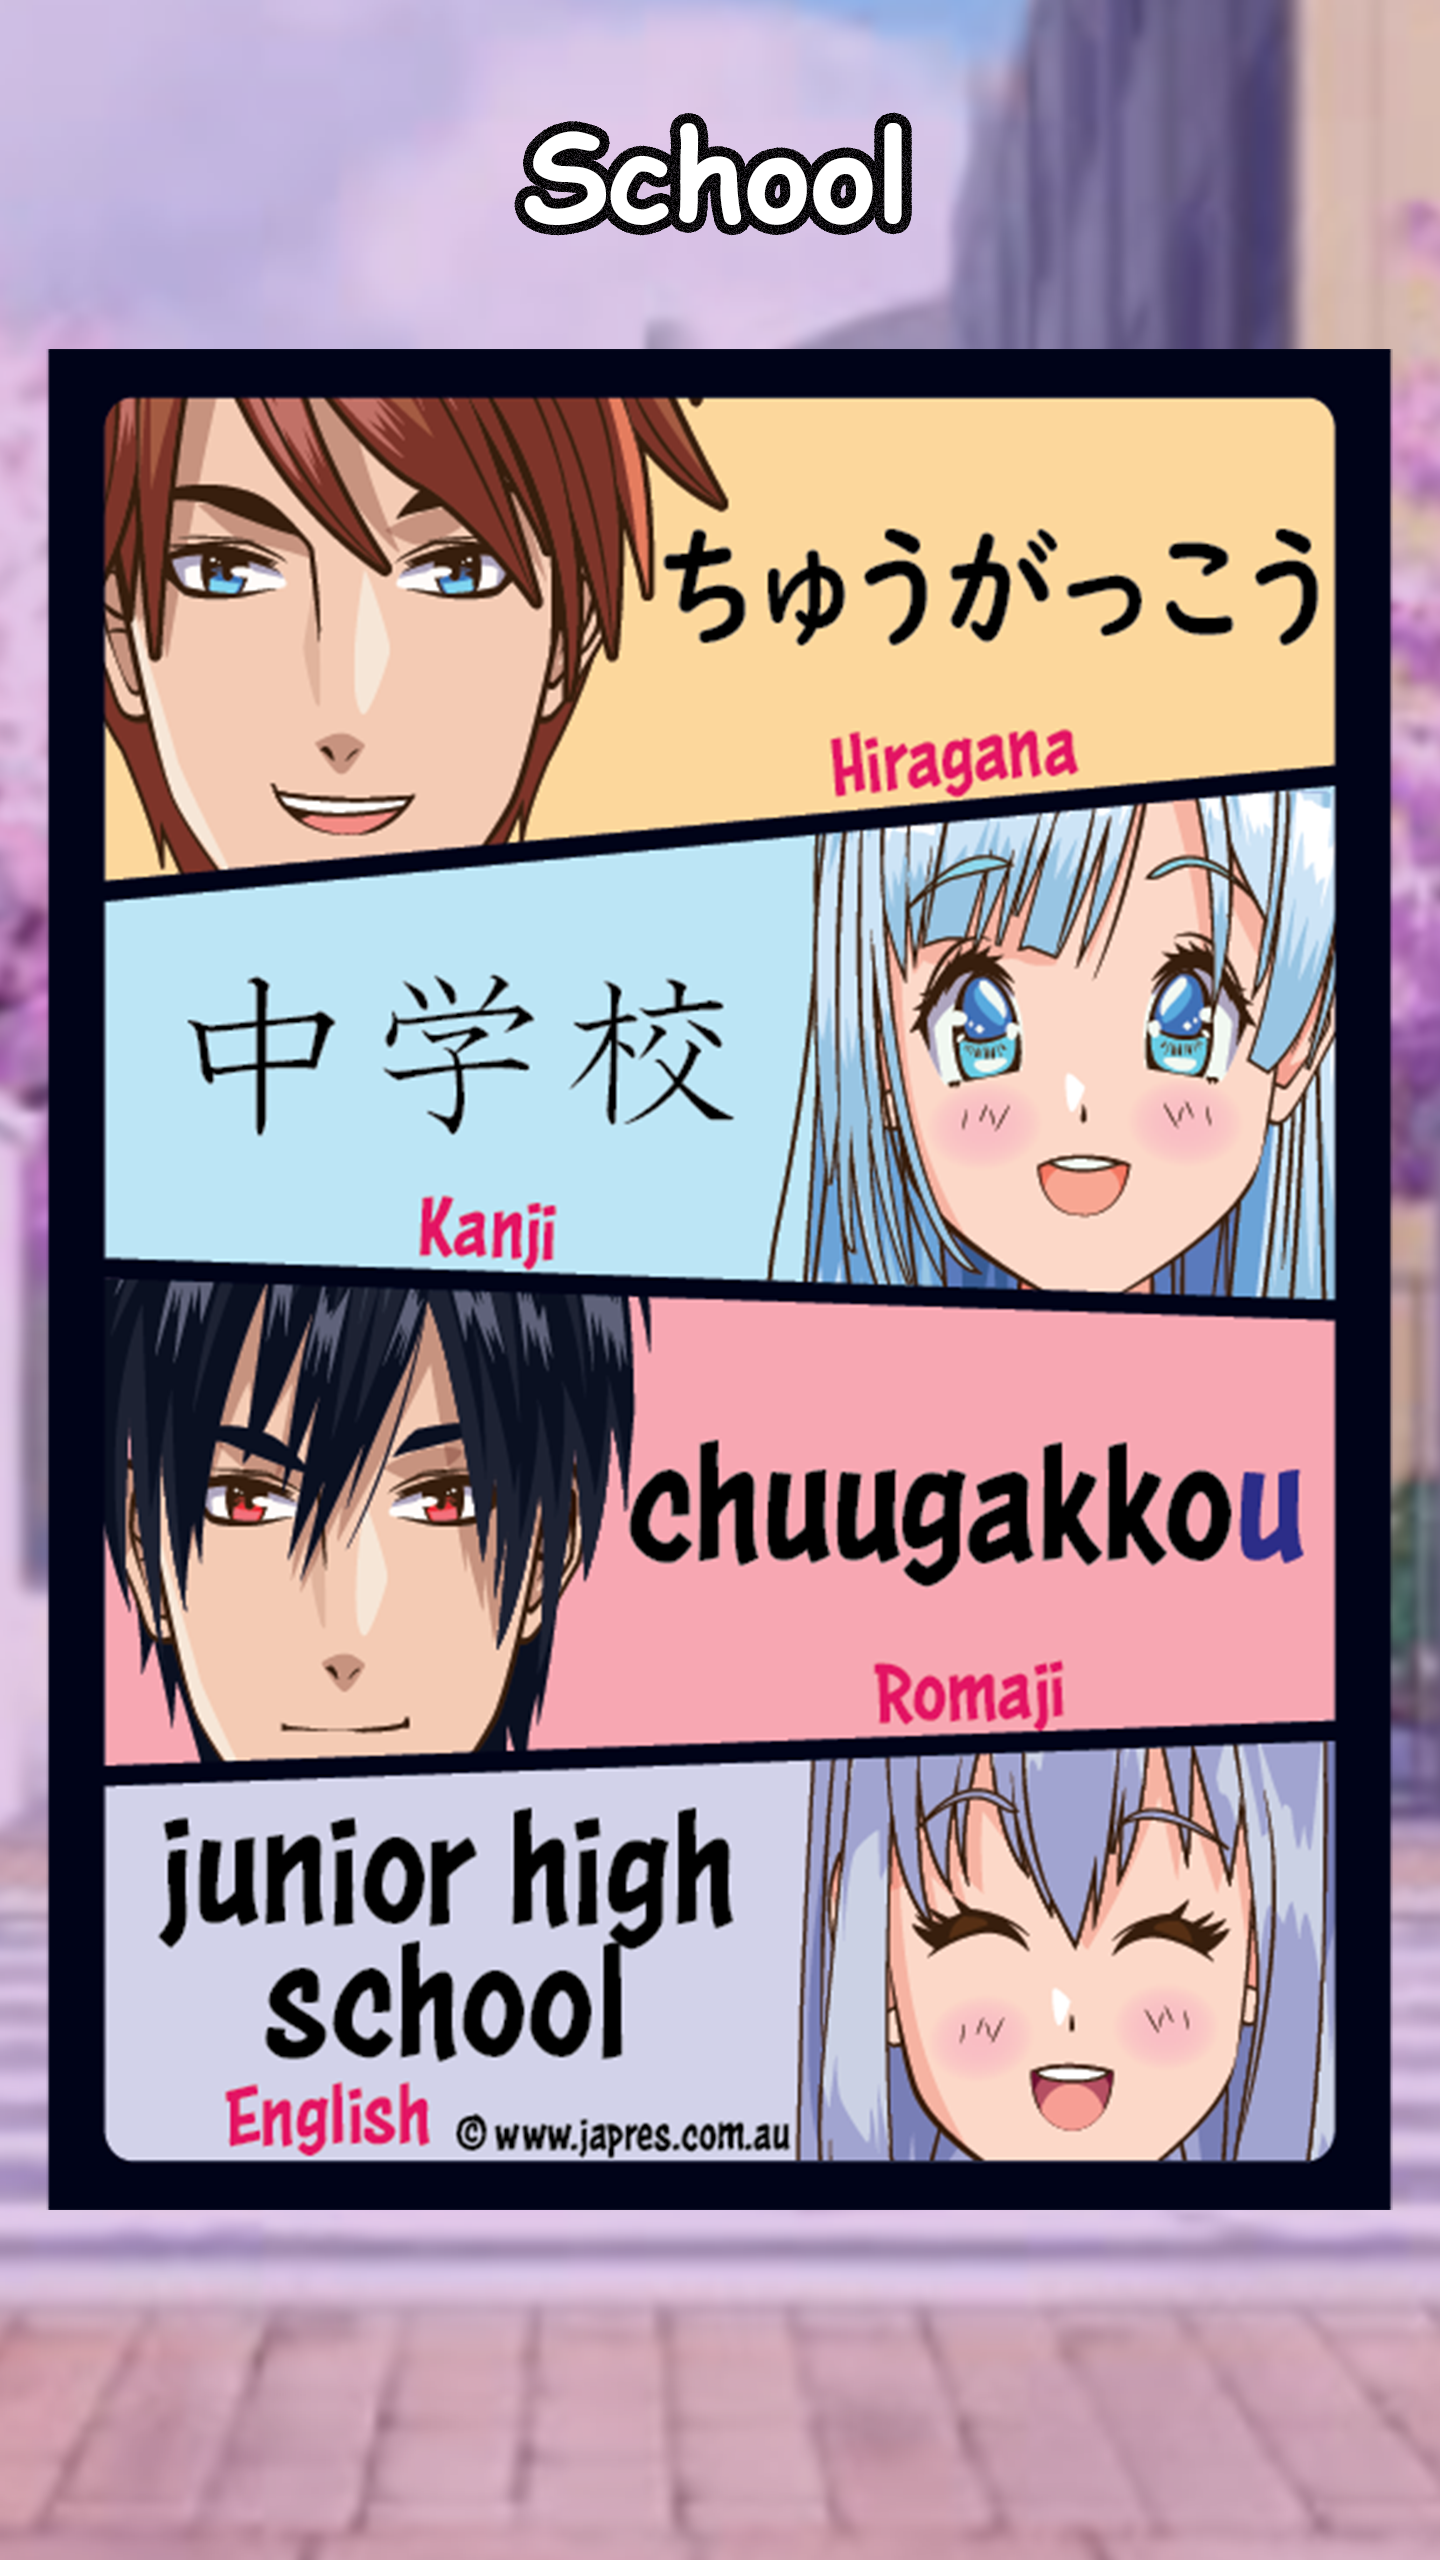 School
ちゅうがっこう
Hiragana
中学校
Kanji
chuugakkou
Romaji
junior high
school
English
© www.japres.com.au